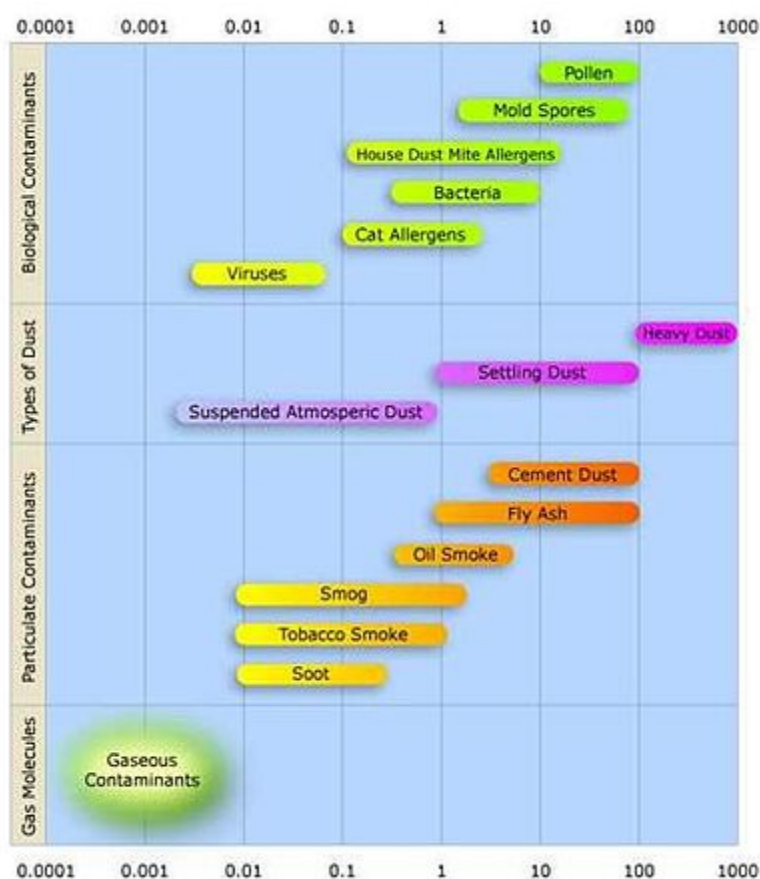 0.0001 0.001 0.01 0.1 1 10 100 1000
Biological Contaminants
Pollen
Mold Spores
House Dust Mite Allergens
Bacteria
Cat Allergens
Viruses
Types of Dust
Heavy Dust
Settling Dust
Suspended Atmosperic Dust
Particulate Contaminants
Cement Dust
Fly Ash
Oil Smoke
Smog
Tobacco Smoke
Soot
Gas Molecules
Gaseous
Contaminants
0.0001 0.001 0.01 0.1 1 10 100 1000